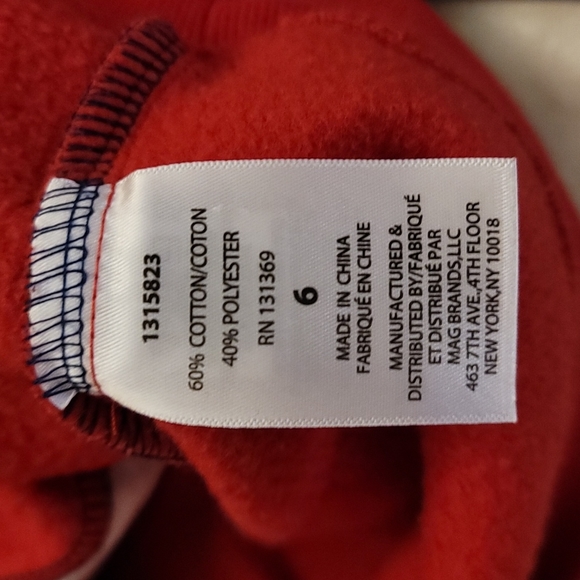 1315823
60% COTTON/COTON
40% POLYESTER
RN 131369
6
MADE IN CHINA
FABRIQUÉ EN CHINE
MANUFACTURED &
DISTRIBUTED BY/FABRIQUÉ
ET DISTRIBUÉ PAR
MAG BRANDS,LLC
463 7TH AVE.,4TH FLOOR
NEW YORK,NY 10018